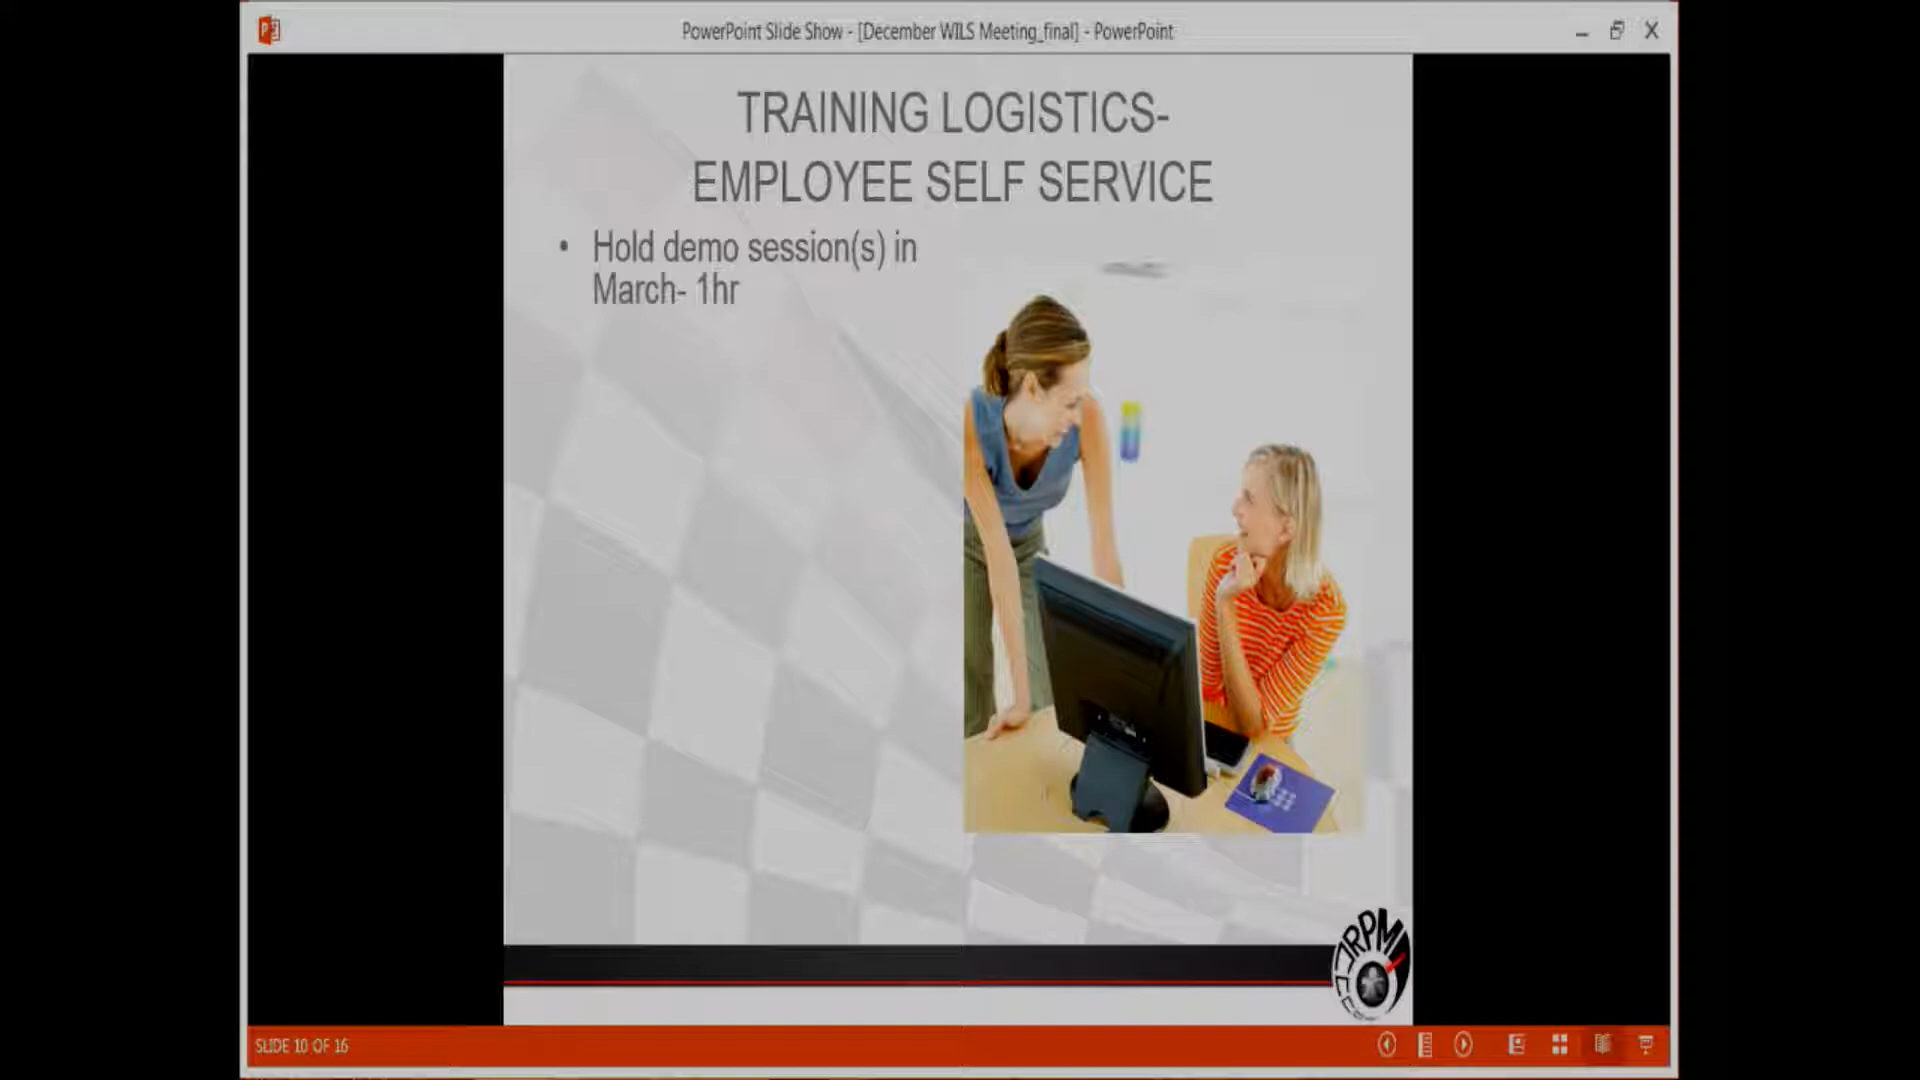 PowerPoint Slide Show - [December WILS Meeting_final] - PowerPoint
TRAINING LOGISTICS-
EMPLOYEE SELF SERVICE
• Hold demo session(s) in
March- 1hr
RPM
SLIDE 10 OF 16